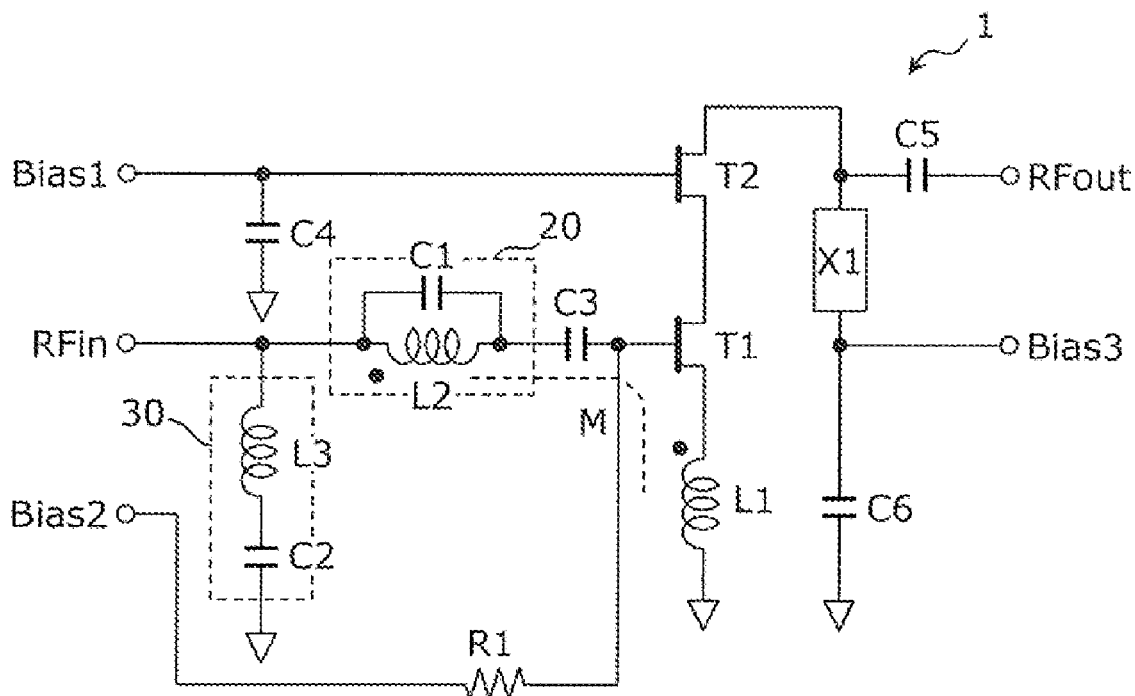 1
C5
Bias1
T2
RFout
20
C4
C1
X1
C3
RFin
T1
Bias3
L2
30
M
L3
Bias2
L1
C6
C2
R1